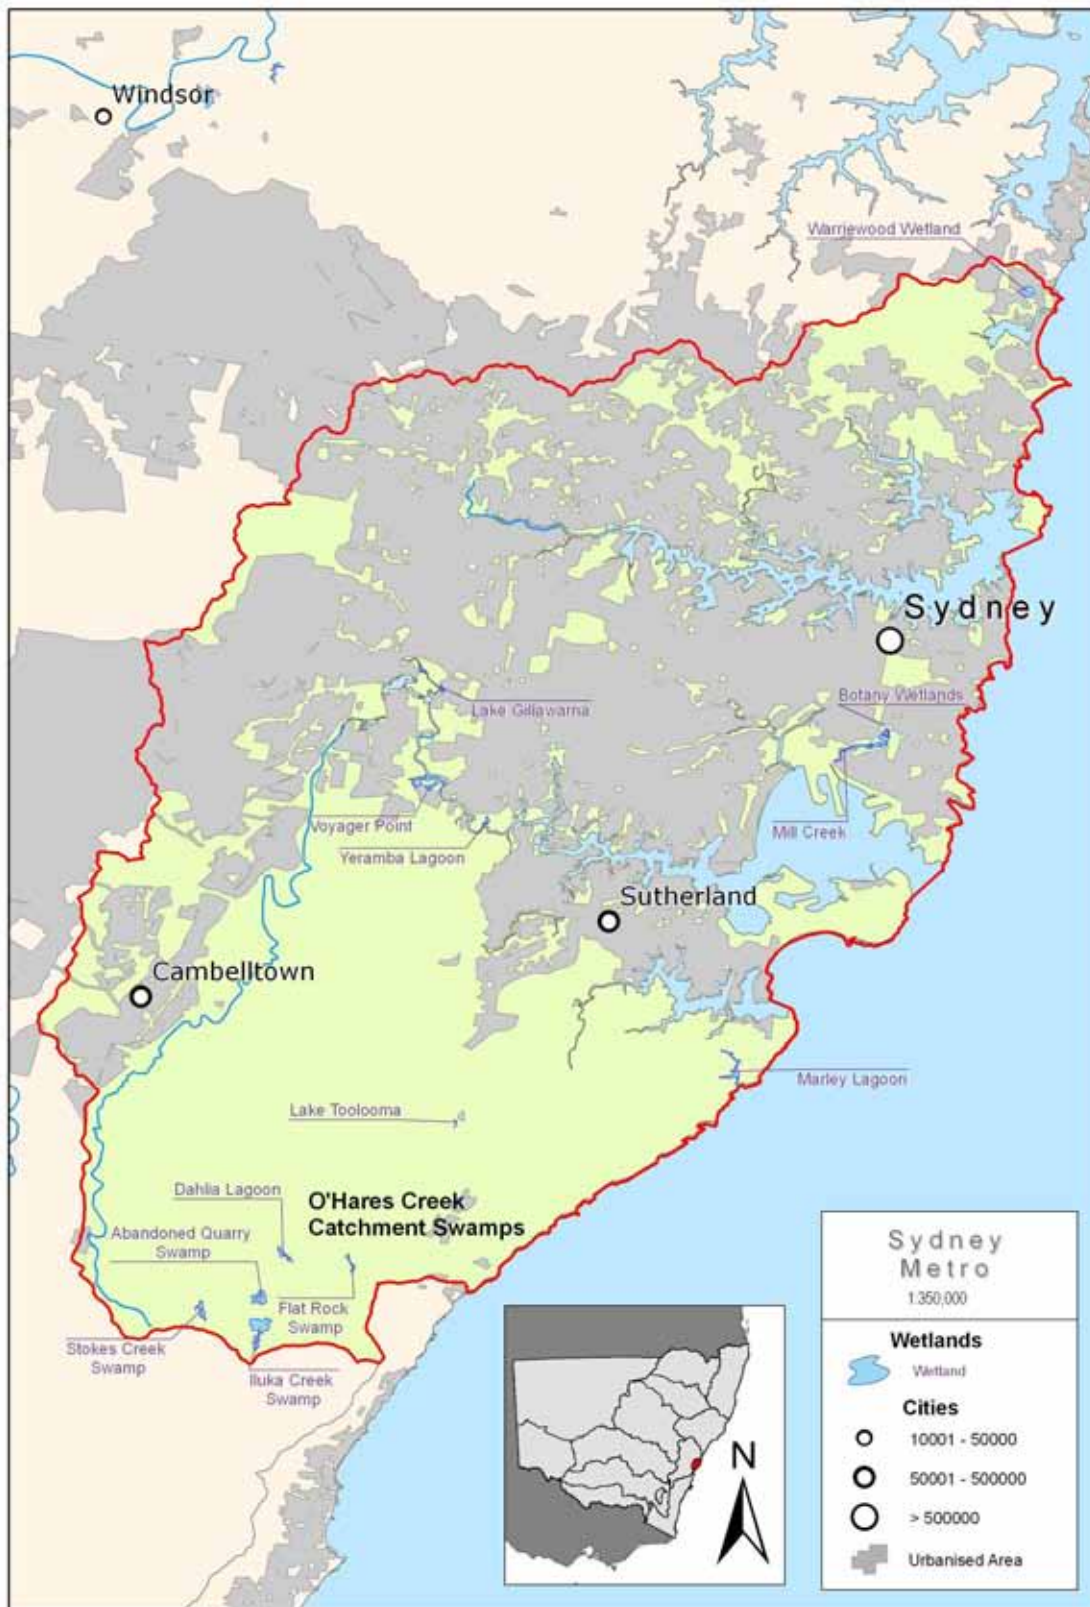 Windsor
Warriewood Wetland
Sydney
Botany Wetlands
Lake Gillawarna
Voyager Point
Mill Creek
Yeramba Lagoon
Sutherland
Cambelltown
Marley Lagoon
Lake Toolooma
Dahlia Lagoon
O'Hares Creek
Catchment Swamps
Abandoned Quarry
Swamp
Flat Rock
Swamp
Stokes Creek
Swamp
Iluka Creek
Swamp
N
Sydney
Metro
1:350,000
Wetlands
Wetland
Cities
10001 - 50000
50001 - 500000
> 500000
Urbanised Area